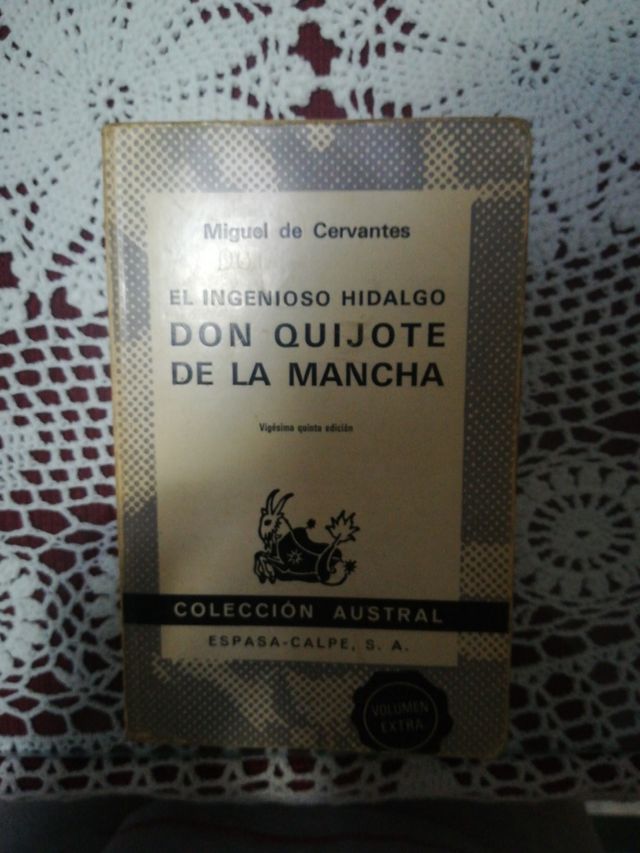 Miguel de Cervantes
EL INGENIOSO HIDALGO
DON QUIJOTE
DE LA MANCHA
Vigésima quinta edición
COLECCIÓN AUSTRAL
ESPASA-CALPE, S. A.
VOLUMEN
EXTRA